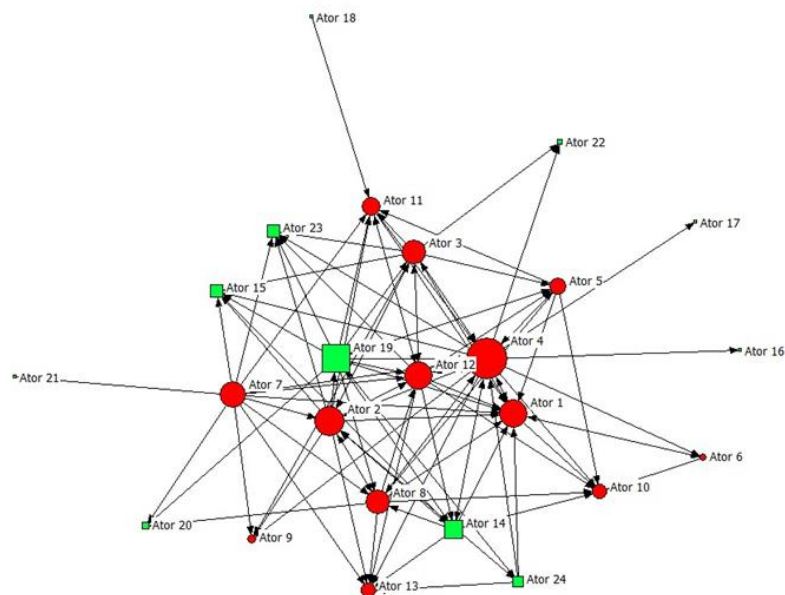 Ator 18
Ator 22
Ator 11
Ator 17
Ator 23
Ator 3
Ator 5
Ator 15
Ator 4
Ator 19
Ator 16
Ator 12
Ator 21
Ator 7
Ator 2
Ator 1
Ator 6
Ator 8
Ator 10
Ator 20
Ator 14
Ator 9
Ator 24
Ator 13